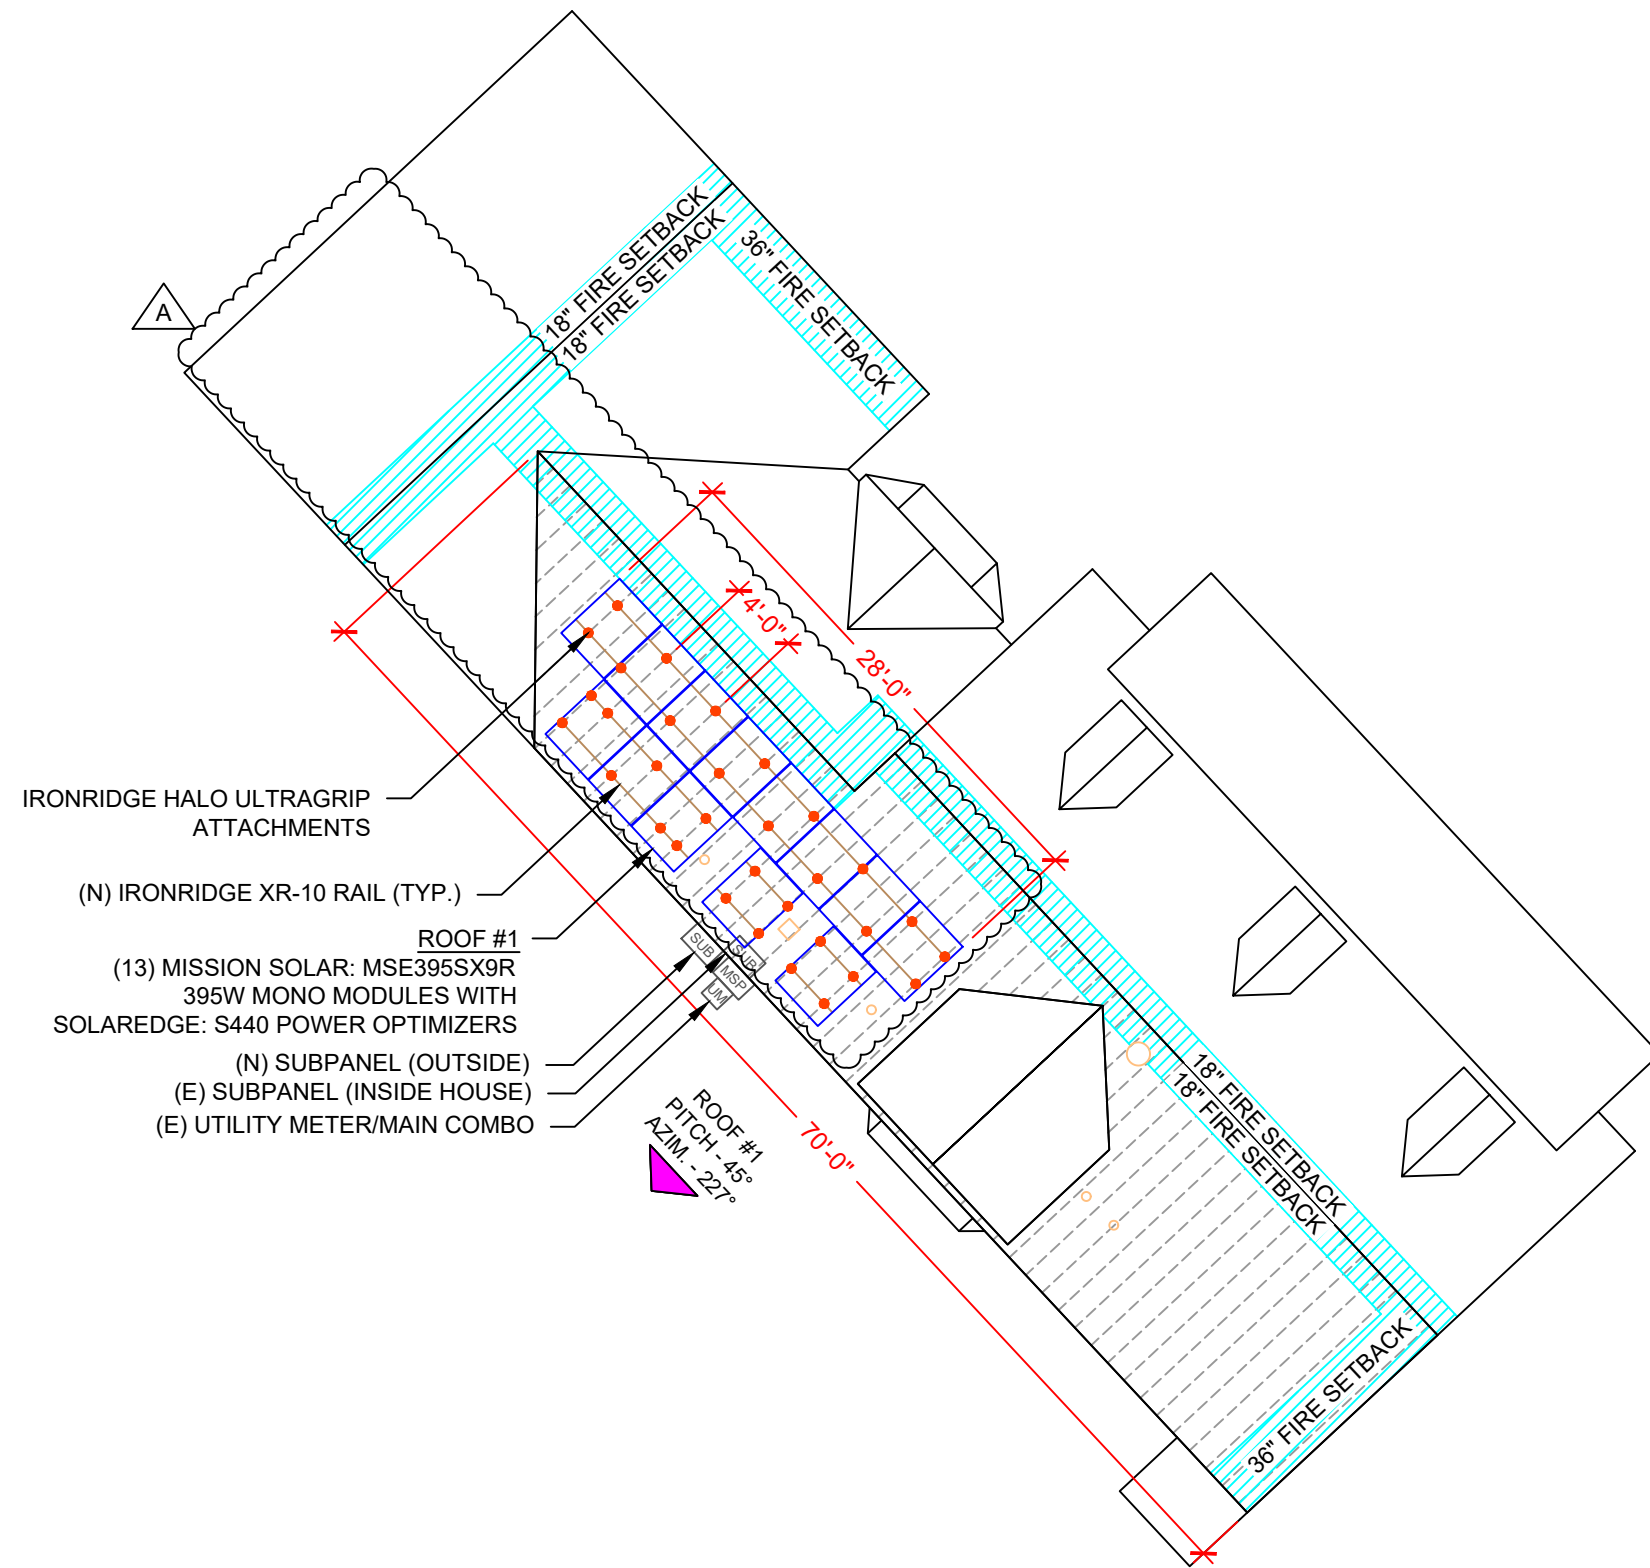 18" FIRE SETBACK
18" FIRE SETBACK
36" FIRE SETBACK
A
4'-0"
28'-0"
IRONRIDGE HALO ULTRAGRIP
ATTACHMENTS
(N) IRONRIDGE XR-10 RAIL (TYP.)
ROOF #1
(13) MISSION SOLAR: MSE395SX9R
395W MONO MODULES WITH
SOLAREDGE: S440 POWER OPTIMIZERS
(N) SUBPANEL (OUTSIDE)
(E) SUBPANEL (INSIDE HOUSE)
(E) UTILITY METER/MAIN COMBO
SUB
SUB
MSP
UM
ROOF #1
PITCH - 45°
AZIM. - 227°
70'-0"
18" FIRE SETBACK
18" FIRE SETBACK
36" FIRE SETBACK